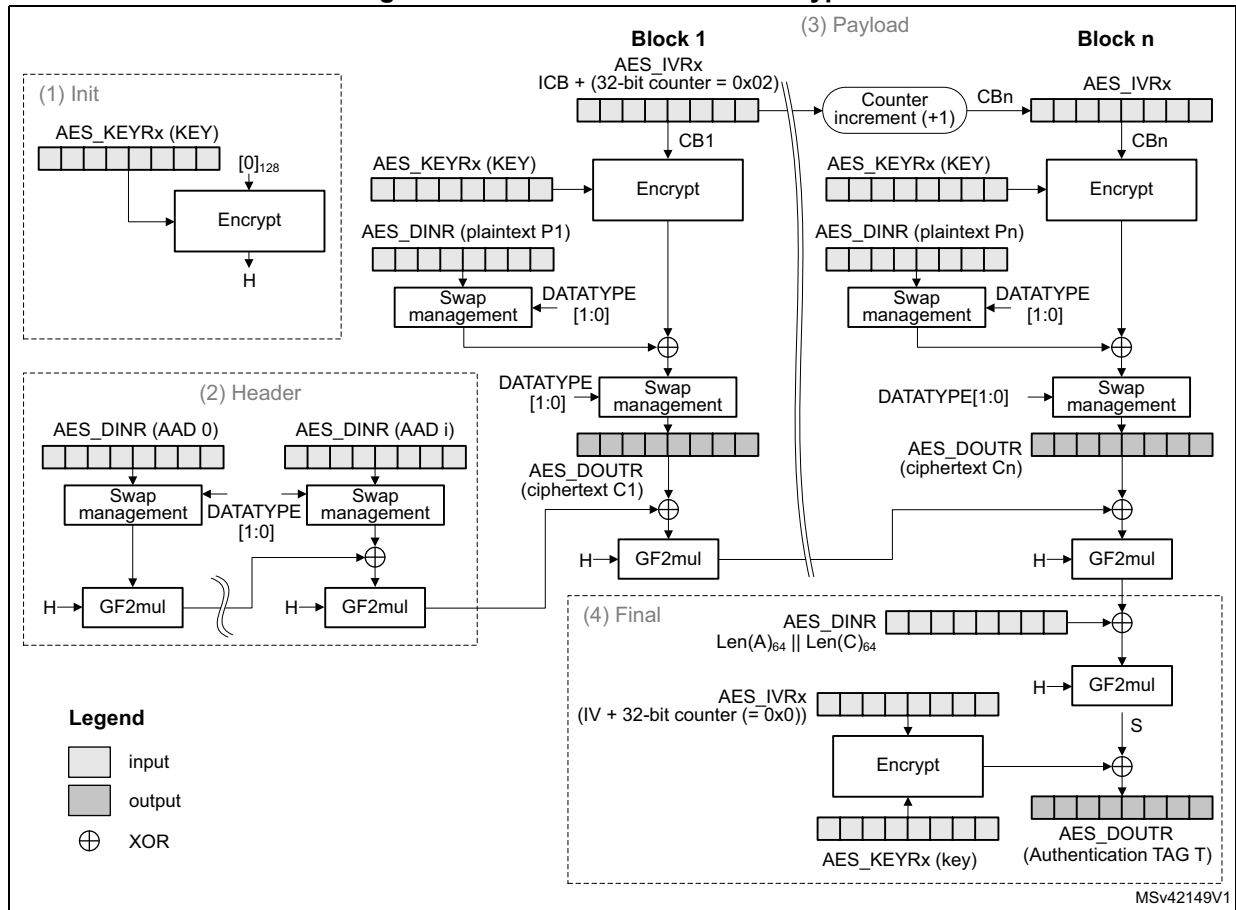 (3) Payload
Block 1
Block n
(1) Init
AES_KEYRx (KEY)
[0]128
Encrypt
H
AES_IVRx
ICB + (32-bit counter = 0x02)
Counter
increment (+1)
CBn
AES_IVRx
CB1
CBn
AES_KEYRx (KEY)
Encrypt
AES_KEYRx (KEY)
Encrypt
AES_DINR (plaintext P1)
AES_DINR (plaintext Pn)
Swap
management
DATATYPE
[1:0]
Swap
management
DATATYPE
[1:0]
DATATYPE
[1:0]
Swap
management
DATATYPE[1:0]
Swap
management
AES_DOUTR
(ciphertext C1)
AES_DOUTR
(ciphertext Cn)
(2) Header
AES_DINR (AAD 0)
AES_DINR (AAD i)
Swap
management
DATATYPE
[1:0]
Swap
management
H
GF2mul
H
GF2mul
H
GF2mul
H
GF2mul
(4) Final
AES_DINR
Len(A)64 || Len(C)64
H
GF2mul
S
AES_IVRx
(IV + 32-bit counter (= 0x0))
Encrypt
AES_KEYRx (key)
AES_DOUTR
(Authentication TAG T)
Legend
input
output
XOR
MSv42149V1